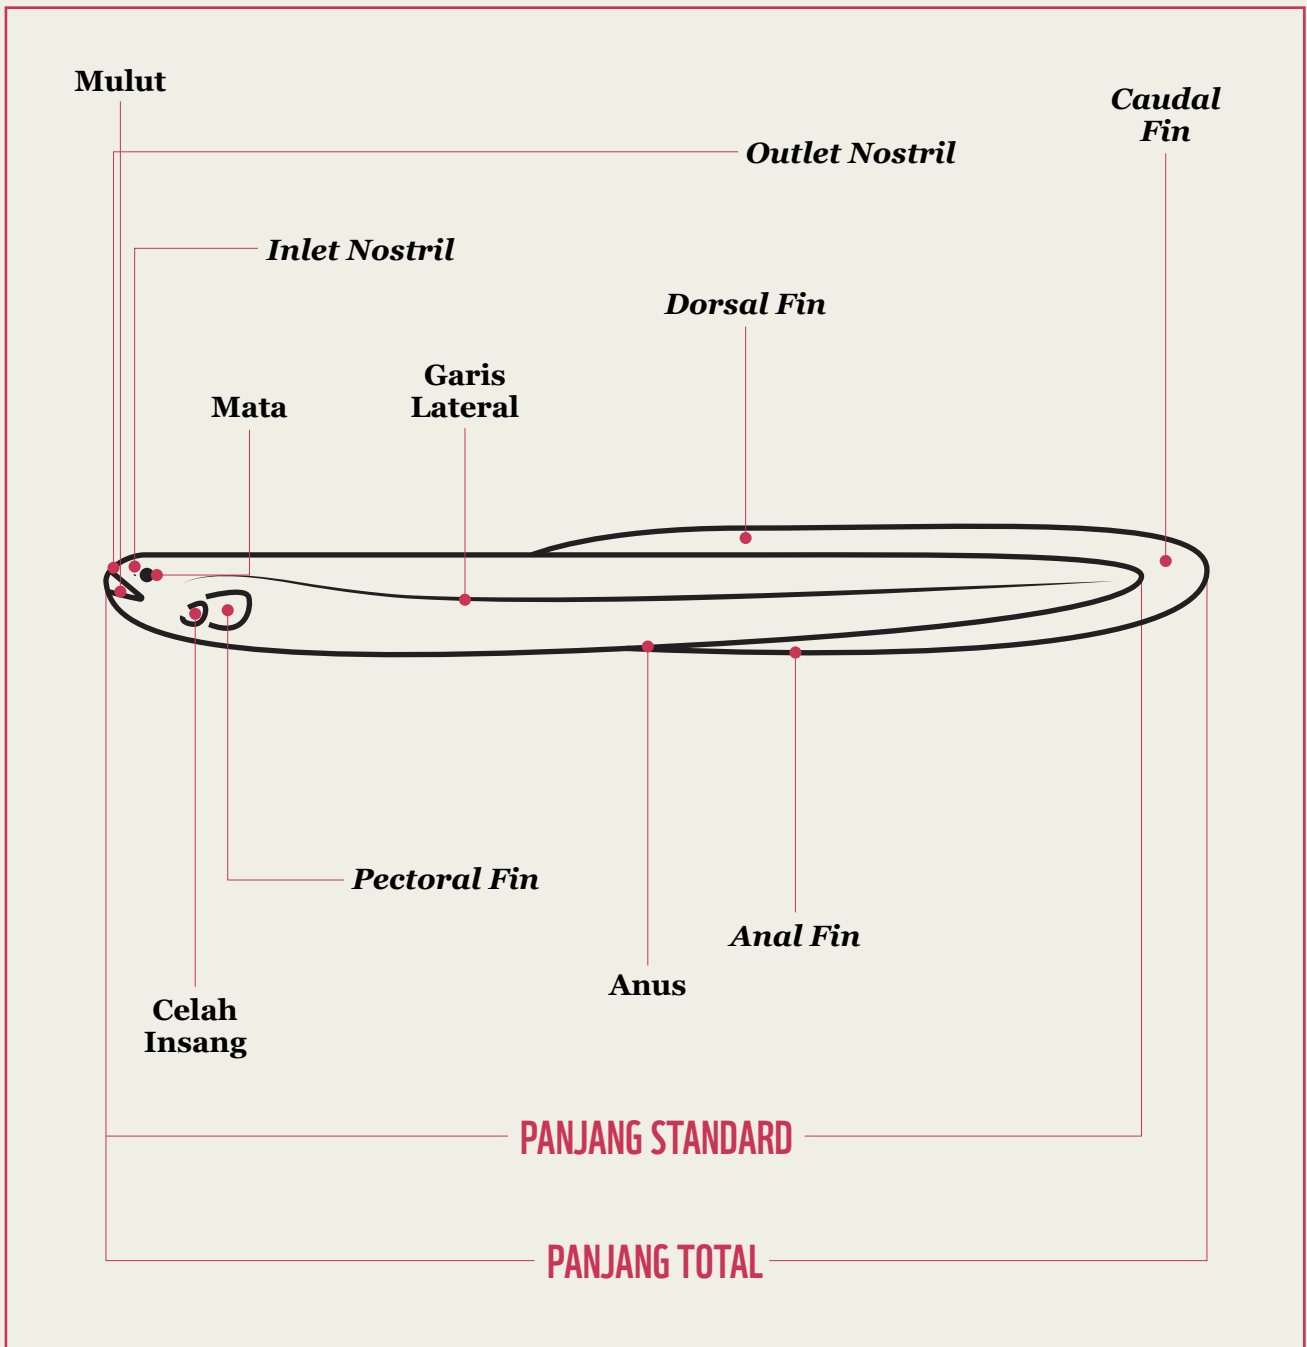 Mulut
Caudal
Fin
Outlet Nostril
Inlet Nostril
Dorsal Fin
Garis
Lateral
Mata
Pectoral Fin
Anal Fin
Anus
Celah
Insang
PANJANG STANDARD
PANJANG TOTAL